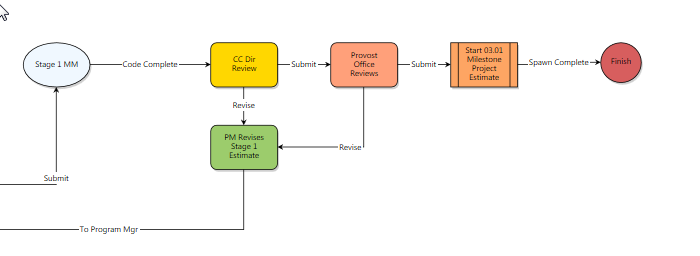 Stage 1 MM
Code Complete
CC Dir
Review
Submit
Provost
Office
Reviews
Submit
Start 03.01
Milestone
Project
Estimate
Spawn Complete
Finish
Revise
PM Revises
Stage 1
Estimate
Revise
Submit
To Program Mgr